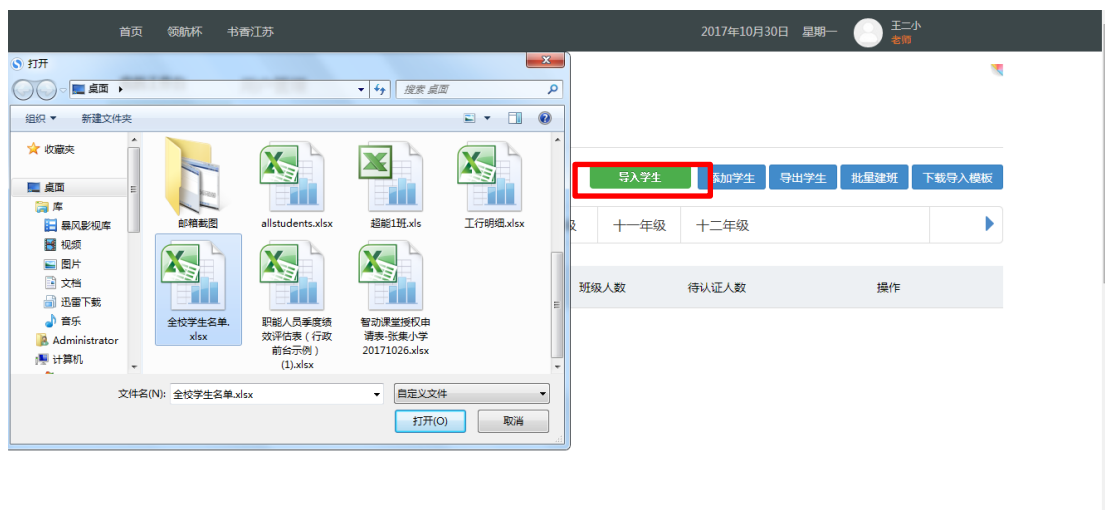 首页 领航杯 书香江苏 2017年10月30日 星期一 王二小
老师
打开
桌面
搜索 桌面
组织 新建文件夹
收藏夹
桌面
库
暴风影视库
视频
图片
文档
迅雷下载
音乐
Administrator
计算机
邮箱截图 allstudents.xlsx 超能1班.xls 工行明细.xlsx
全校学生名单.
xlsx
职能人员季度绩
效评估表（行政
前台示例）
(1).xlsx
智动课堂授权申
请表-张集小学
20171026.xlsx
文件名(N): 全校学生名单.xlsx 自定义文件
打开(O) 取消
导入学生 添加学生 导出学生 批量建班 下载导入模板
级 十一年级 十二年级
班级人数 待认证人数 操作